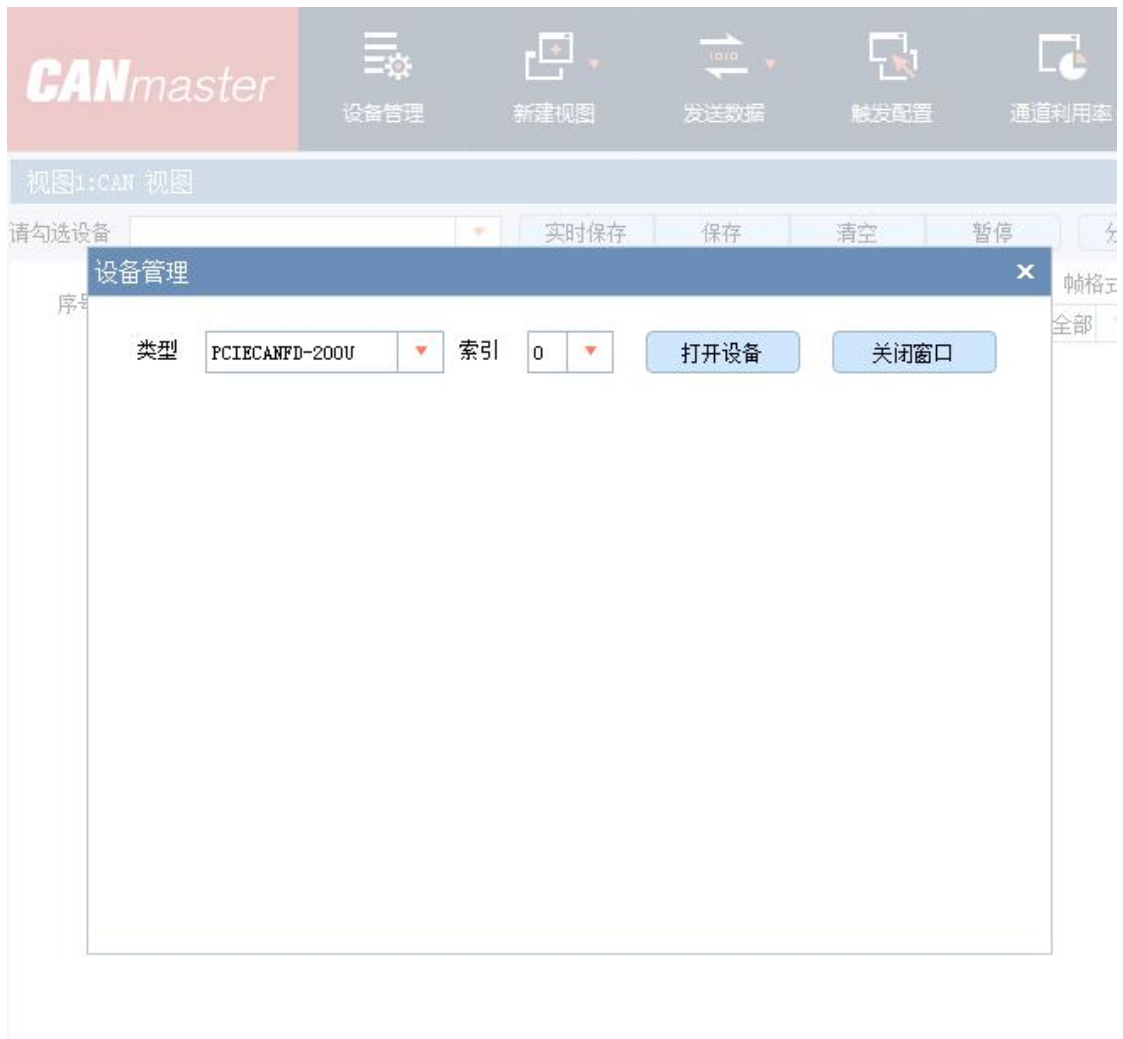 CANmaster
设备管理
新建视图
发送数据
触发配置
通道利用率
视图1:CAN 视图
请勾选设备
实时保存
保存
清空
暂停
设备管理
序号
帧格式
全部
类型
PCIECANFD-200U
索引
0
打开设备
关闭窗口